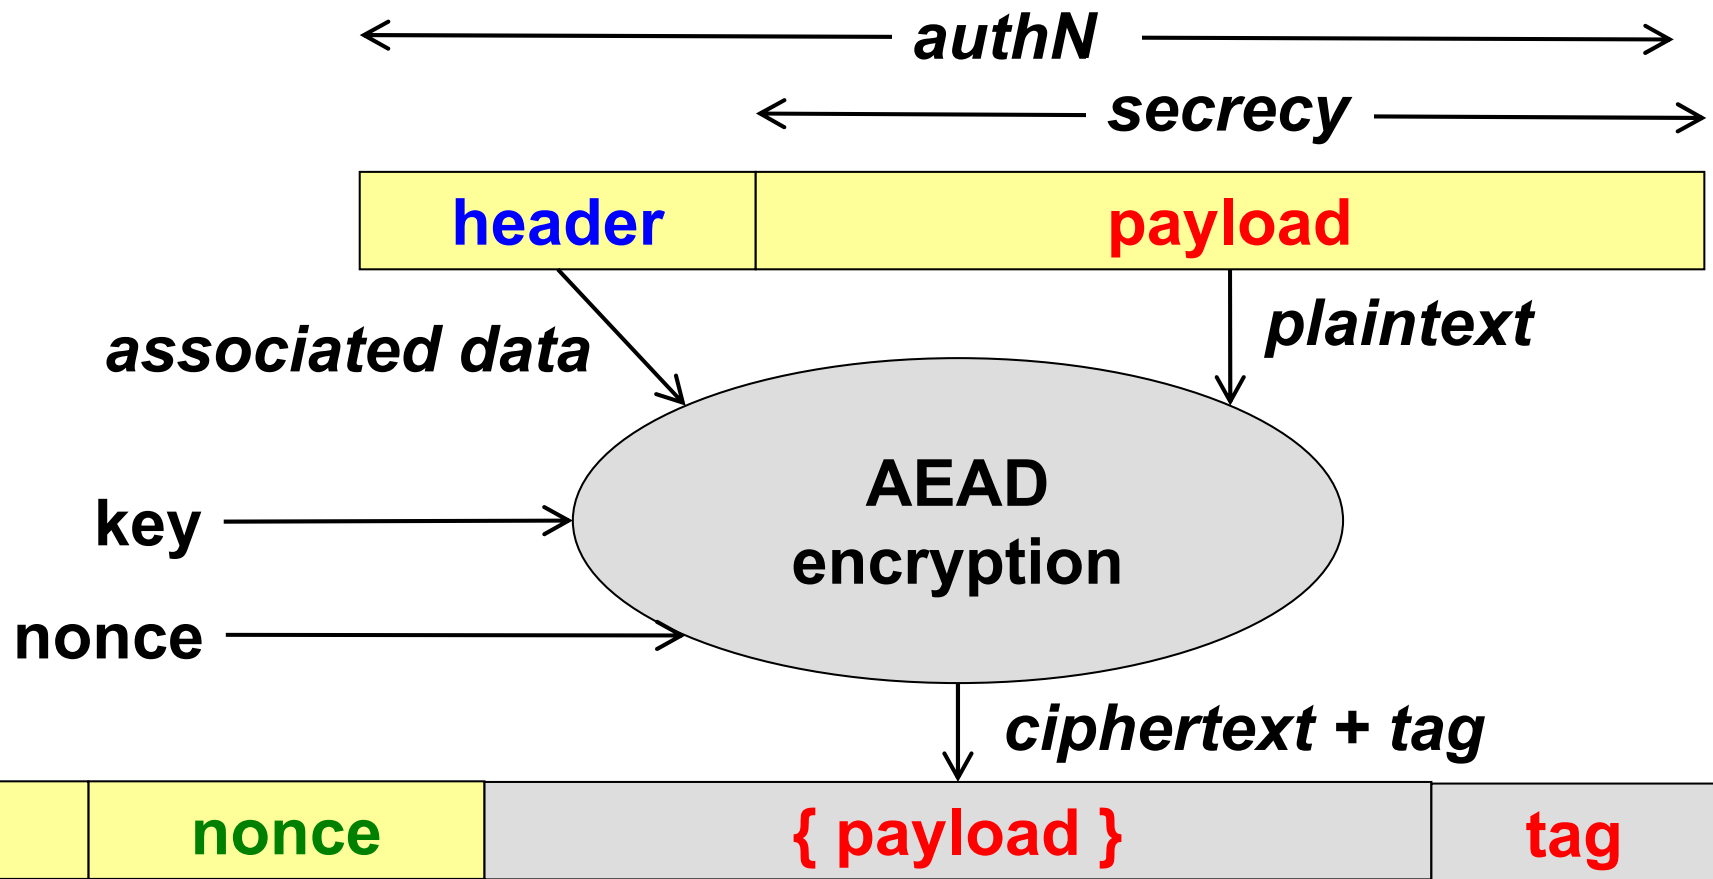 authN
secrecy
header payload
associated data plaintext
AEAD
encryption
key
nonce
ciphertext + tag
nonce { payload } tag